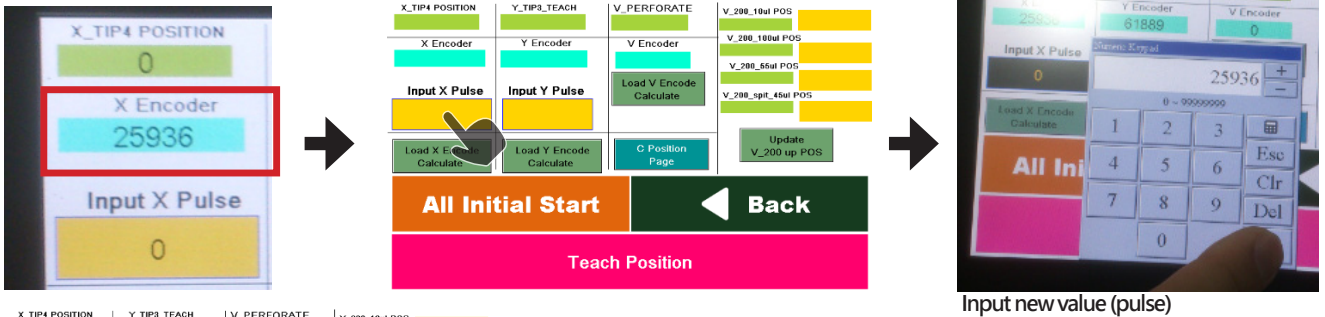 X_TIP4 POSITION
0
X Encoder
25936
Input X Pulse
0
X_TIP4 POSITION
Y_TIP3_TEACH
V_PERFORATE
V_200_10ul POS
X Encoder
Y Encoder
V Encoder
V_200_100ul POS
V_200_55ul POS
Load V Encode
Calculate
Input X Pulse
Input Y Pulse
V_200_spit_45ul POS
Load X Encode
Calculate
Load Y Encode
Calculate
C Position
Page
Update
V_200 up POS
All Initial Start
Back
Teach Position
Y Encoder
V Encoder
25936
61889
0
Input X Pulse
0
Numeric Keypad
25936
+
-
0 ~ 99999999
Load X Encode
Calculate
1
2
3
4
5
6
Esc
Clr
7
8
9
Del
0
All Ini
Input new value (pulse)
X_TIP4 POSITION
Y_TIP3_TEACH
V_PERFORATE